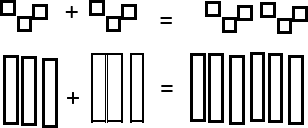 + =
+ =